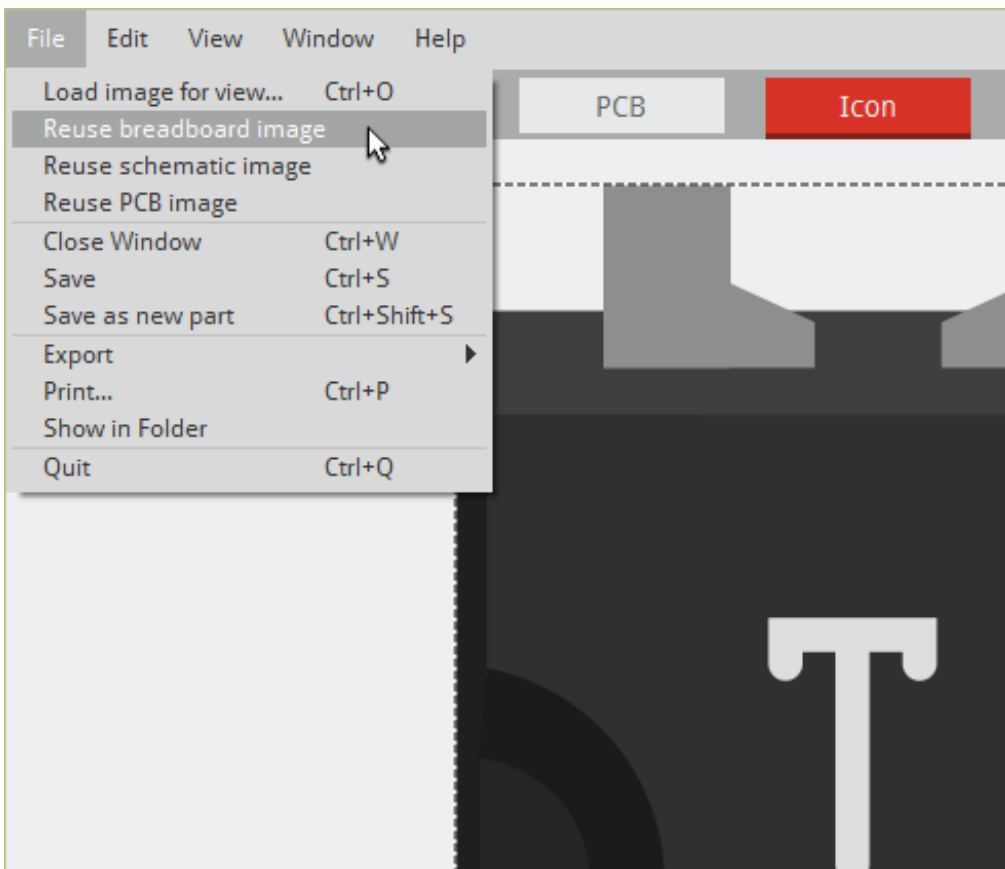 File Edit View Window Help
PCB Icon
Load image for view... Ctrl+O
Reuse breadboard image
Reuse schematic image
Reuse PCB image
Close Window Ctrl+W
Save Ctrl+S
Save as new part Ctrl+Shift+S
Export
Print... Ctrl+P
Show in Folder
Quit Ctrl+Q
T